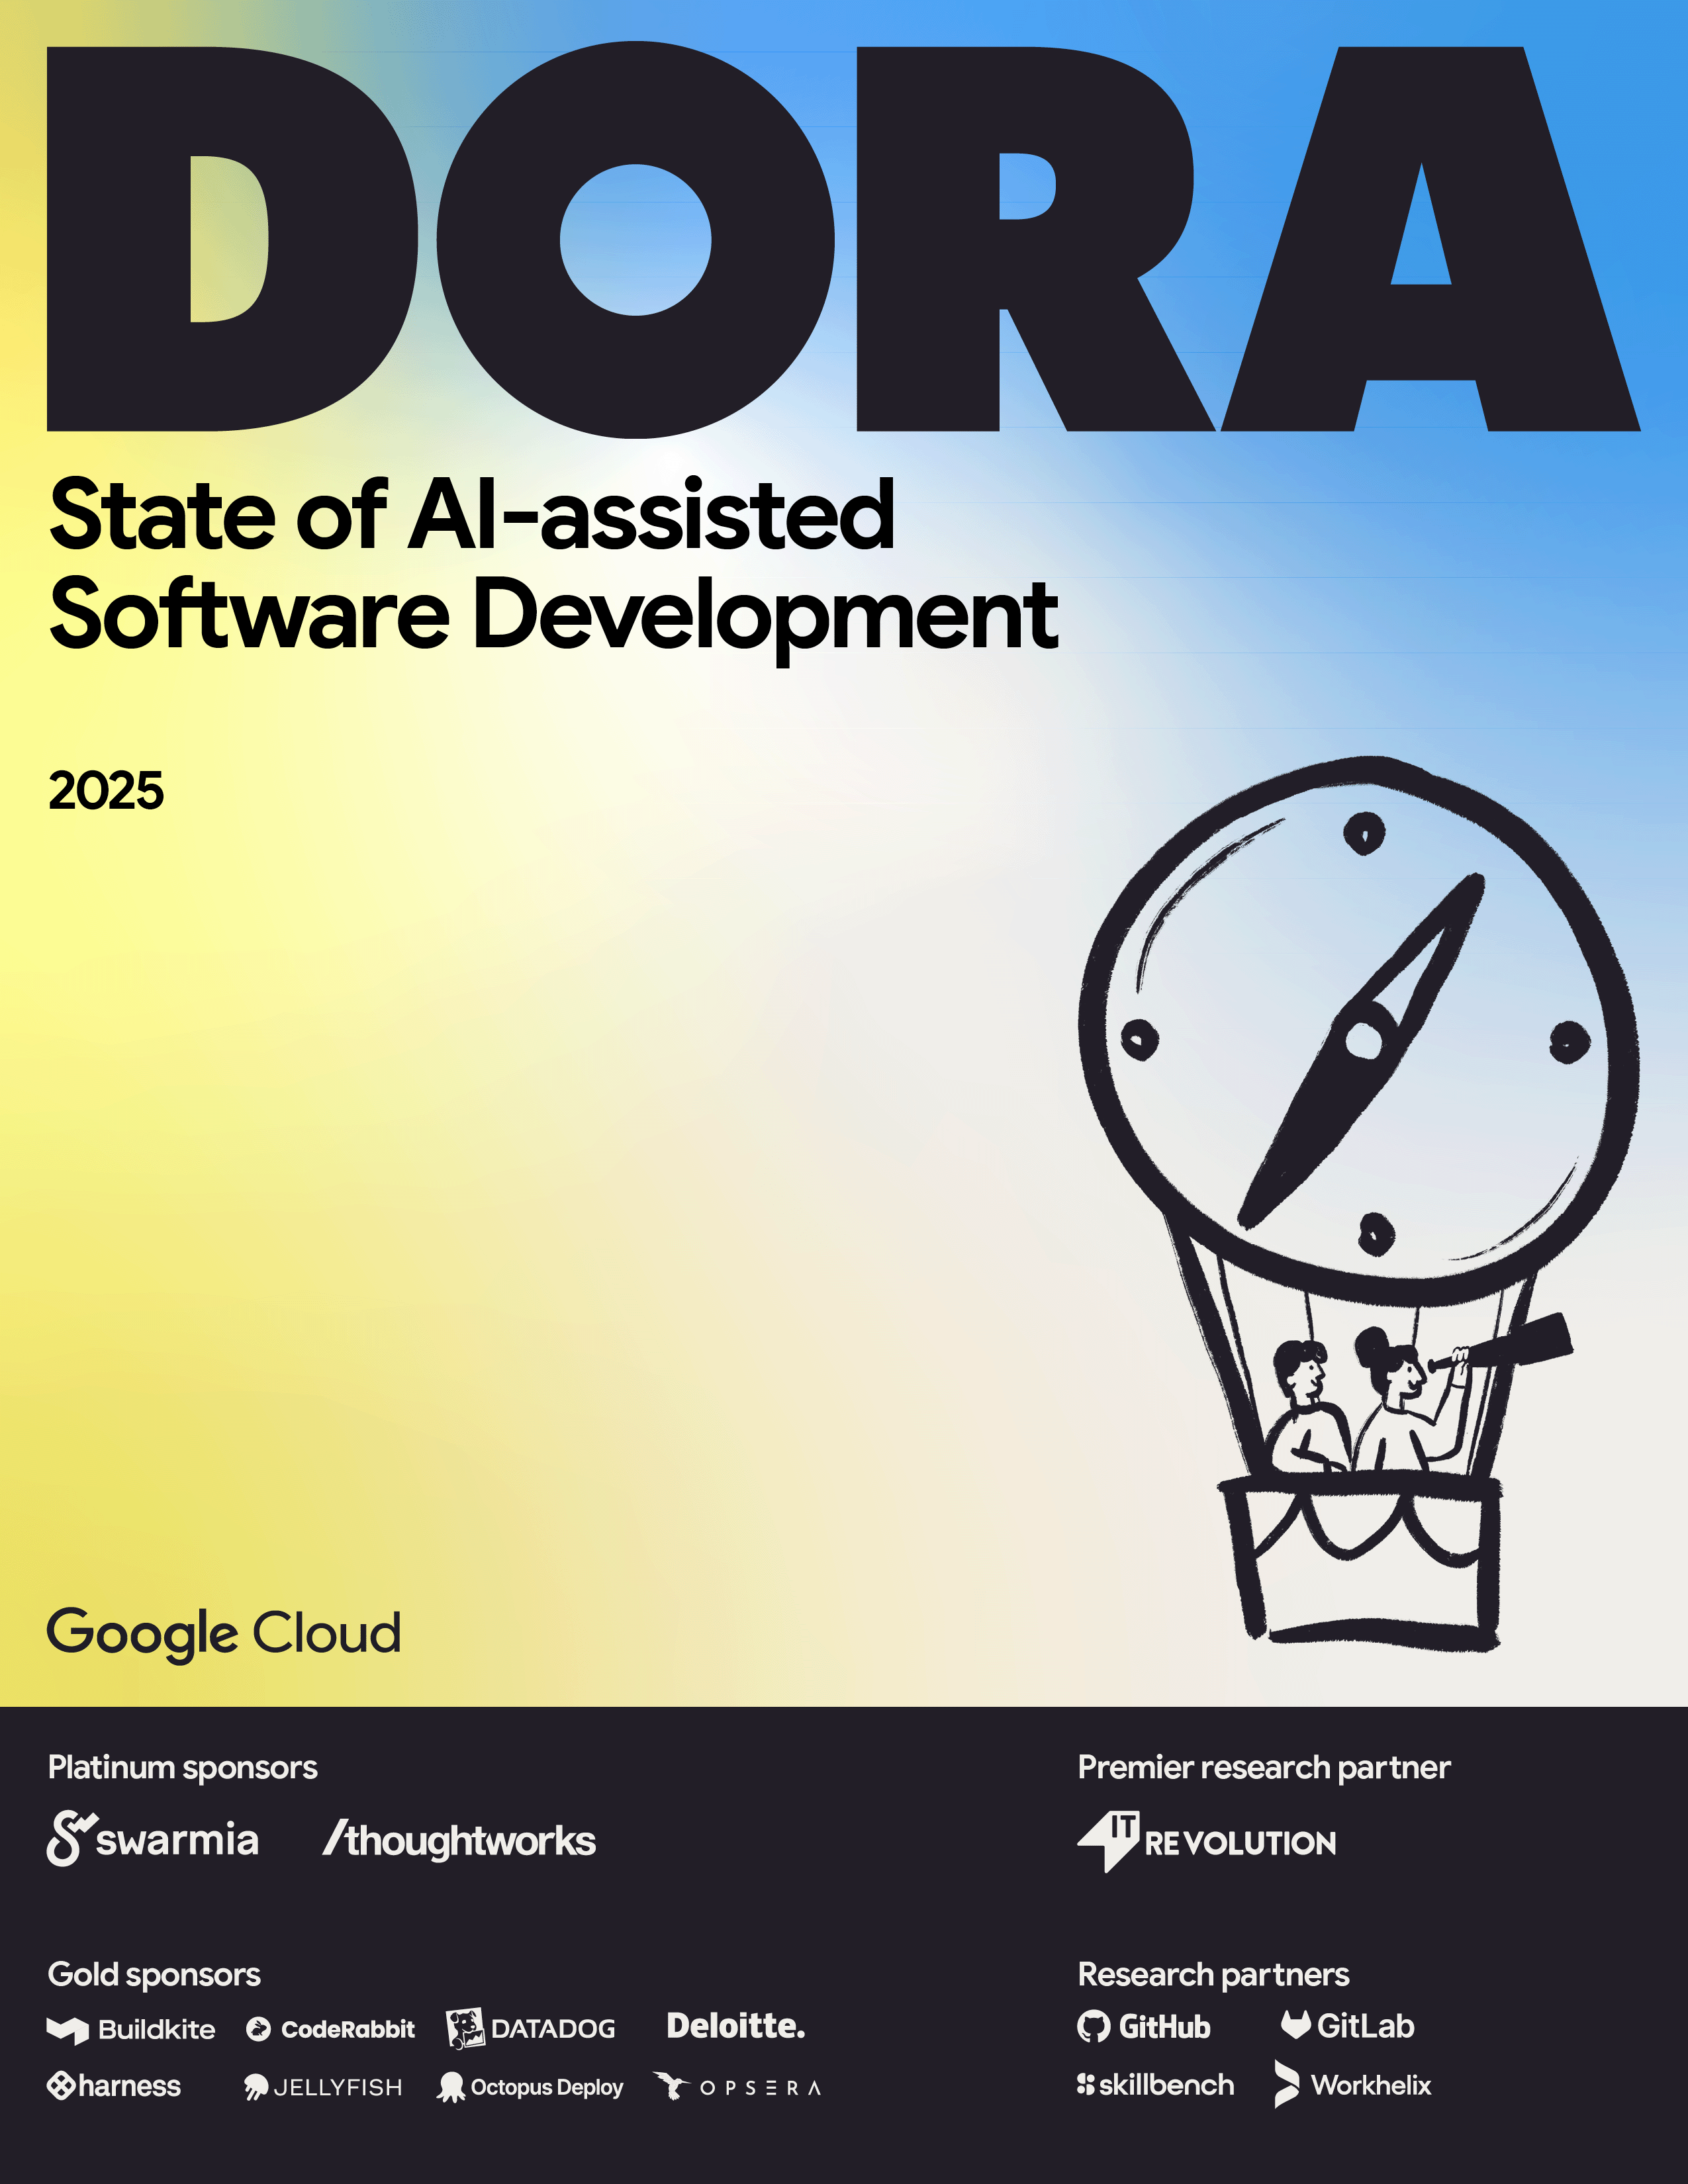 DORA
State of AI-assisted
Software Development
2025
Google Cloud
Platinum sponsors
swarmia
/thoughtworks
Premier research partner
IT
REVOLUTION
Gold sponsors
Buildkite
CodeRabbit
DATADOG
Deloitte.
harness
JELLYFISH
Octopus Deploy
OPSERA
Research partners
GitHub
GitLab
skillbench
Workhelix